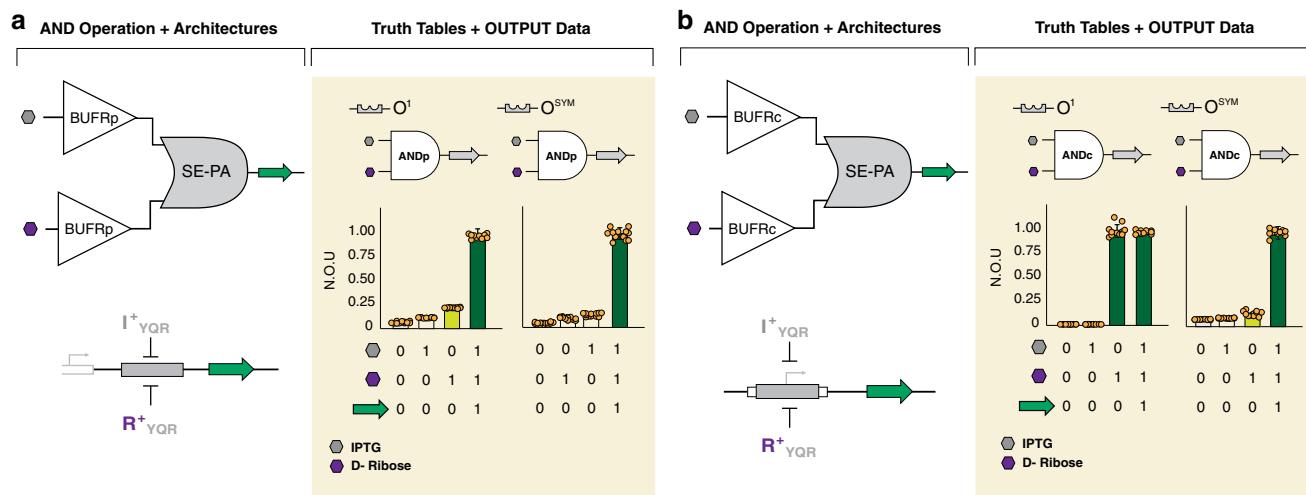 a
AND Operation + Architectures
Truth Tables + OUTPUT Data
BUFRp
SE-PA
BUFRp
I+YQR
R+YQR
O1
OSYM
ANDp
ANDp
N.O.U
1.00
0.75
0.50
0.25
0
0 1 0 1
0 0 1 1
0 0 1 1
0 1 0 1
0 0 0 1
0 0 0 1
IPTG
D- Ribose
b
AND Operation + Architectures
Truth Tables + OUTPUT Data
BUFRc
SE-PA
BUFRc
I+YQR
R+YQR
O1
OSYM
ANDc
ANDc
N.O.U
1.00
0.75
0.50
0.25
0
0 1 0 1
0 1 0 1
0 0 1 1
0 0 1 1
0 0 0 1
0 0 0 1
IPTG
D- Ribose